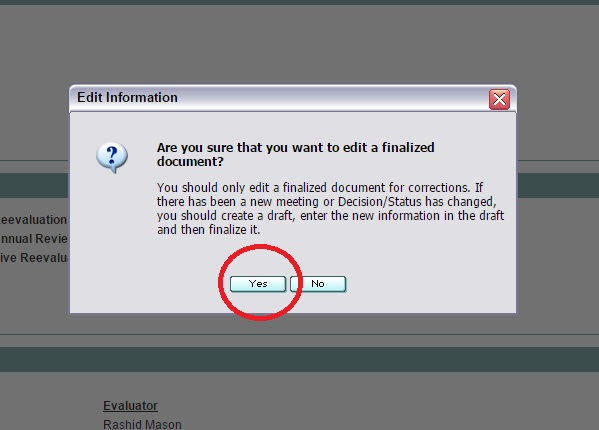 Edit Information
Are you sure that you want to edit a finalized
document?
You should only edit a finalized document for corrections. If
there has been a new meeting or Decision/Status has changed,
you should create a draft, enter the new information in the draft
and then finalize it.
eevaluation
nnual Revie
ive Reevalu
Yes No
Evaluator
Rashid Mason